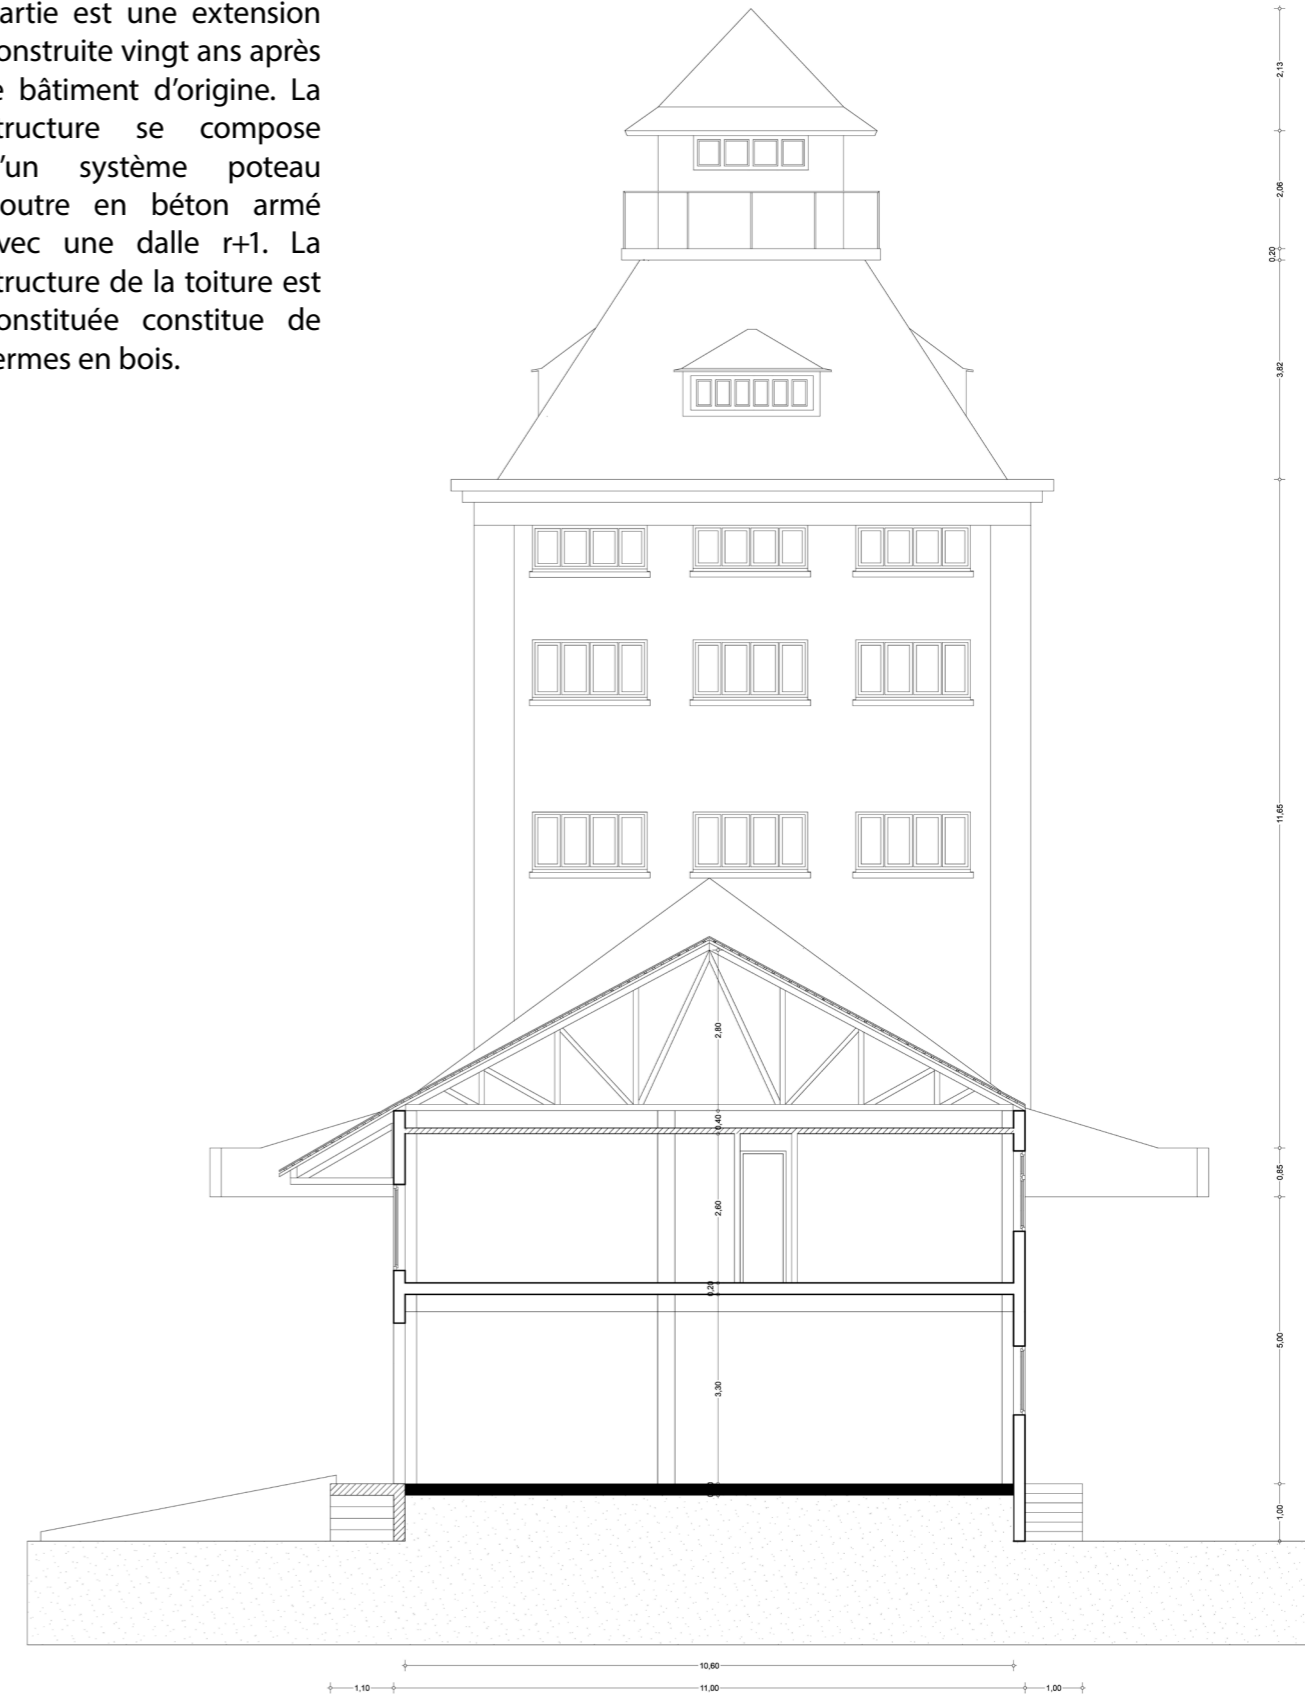 artie est une extension
onstruite vingt ans après
e bâtiment d'origine. La
tructure se compose
'un système poteau
outre en béton armé
vec une dalle r+1. La
tructure de la toiture est
onstituée constitue de
ermes en bois.
2,13
2,06
0,20
3,82
11,65
0,85
5,00
1,00
2,80
0,40
2,60
0,20
3,30
10,60
1,10
11,00
1,00